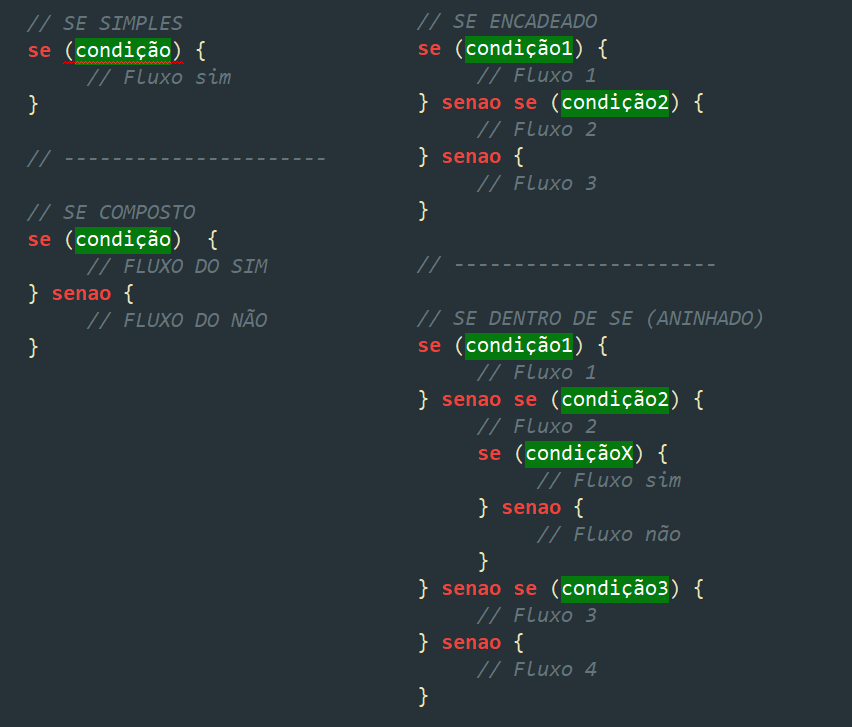 // SE SIMPLES
se (condição) {
// Fluxo sim
}
// ----------------------
// SE COMPOSTO
se (condição)  {
// FLUXO DO SIM
} senao {
// FLUXO DO NÃO
}
// SE ENCADEADO
se (condição1) {
// Fluxo 1
} senao se (condição2) {
// Fluxo 2
} senao {
// Fluxo 3
}
// ----------------------
// SE DENTRO DE SE (ANINHADO)
se (condição1) {
// Fluxo 1
} senao se (condição2) {
// Fluxo 2
se (condiçãoX) {
// Fluxo sim
} senao {
// Fluxo não
}
} senao se (condição3) {
// Fluxo 3
} senao {
// Fluxo 4
}